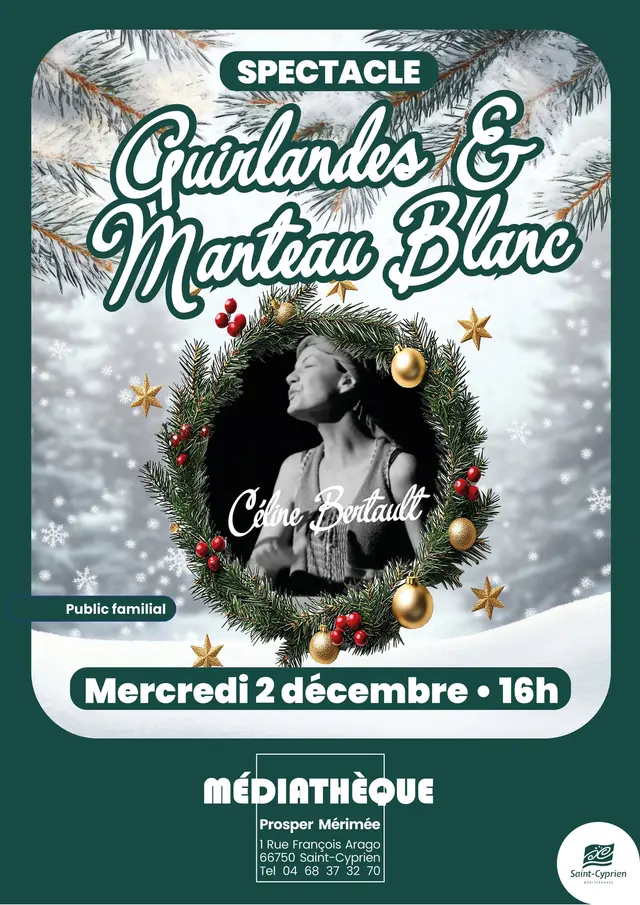 SPECTACLE
Guirlandes &
Manteau Blanc
Céline Bertault
Public familial
Mercredi 2 décembre • 16h
MÉDIATHÈQUE
Prosper Mérimée
1 Rue François Arago
66750 Saint-Cyprien
Tel 04 68 37 32 70
Saint-Cyprien
MÉDITERRANÉE